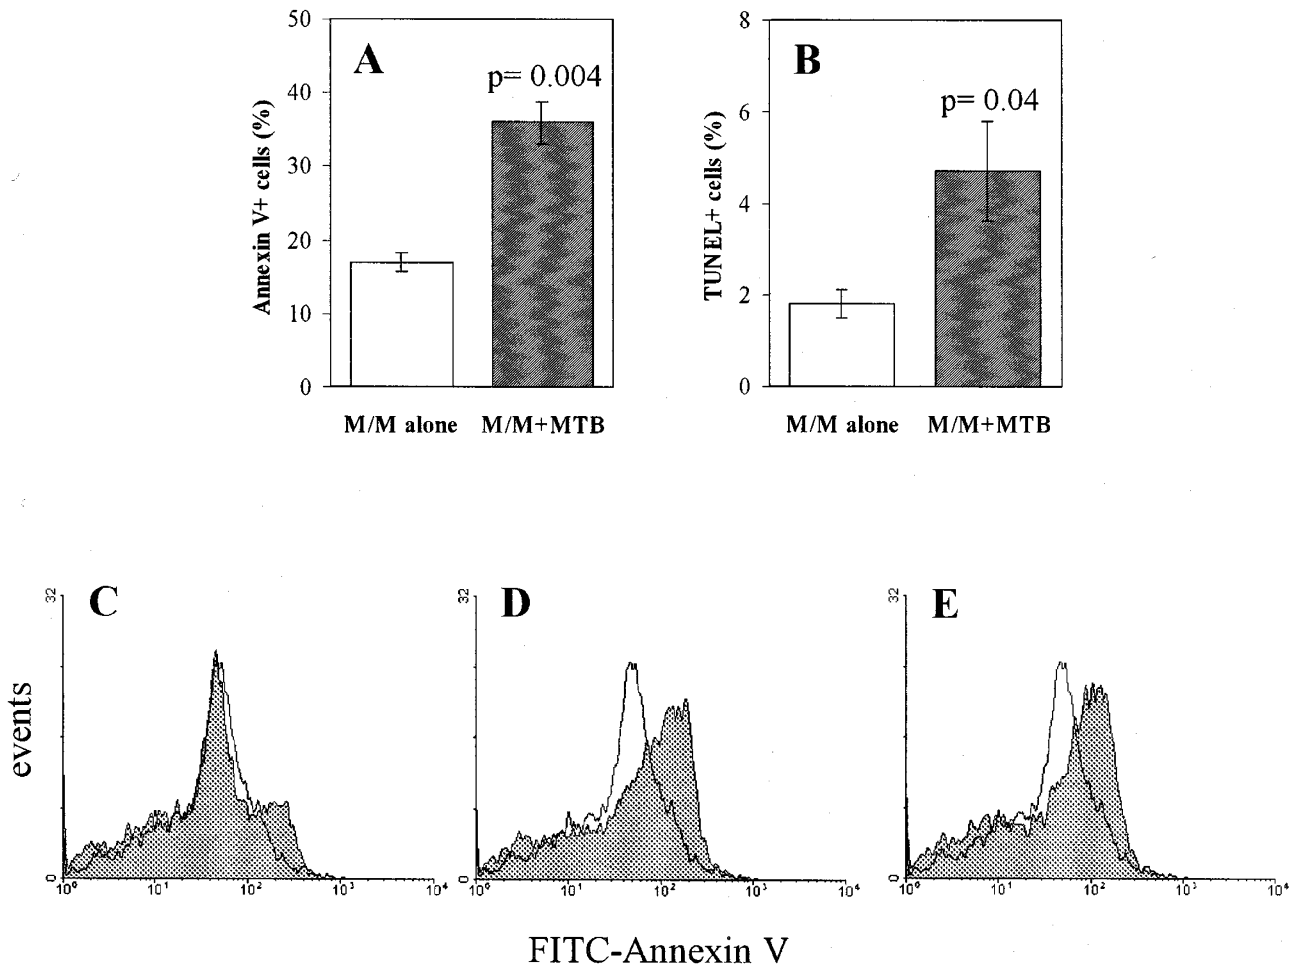 A
p= 0.004
Annexin V+ cells (%)
50
40
30
20
10
0
M/M alone M/M+MTB
B
p= 0.04
TUNEL+ cells (%)
8
6
4
2
0
M/M alone M/M+MTB
C
events
32
0
10⁰ 10¹ 10² 10³ 10⁴
D
32
0
10⁰ 10¹ 10² 10³ 10⁴
E
32
0
10⁰ 10¹ 10² 10³ 10⁴
FITC-Annexin V